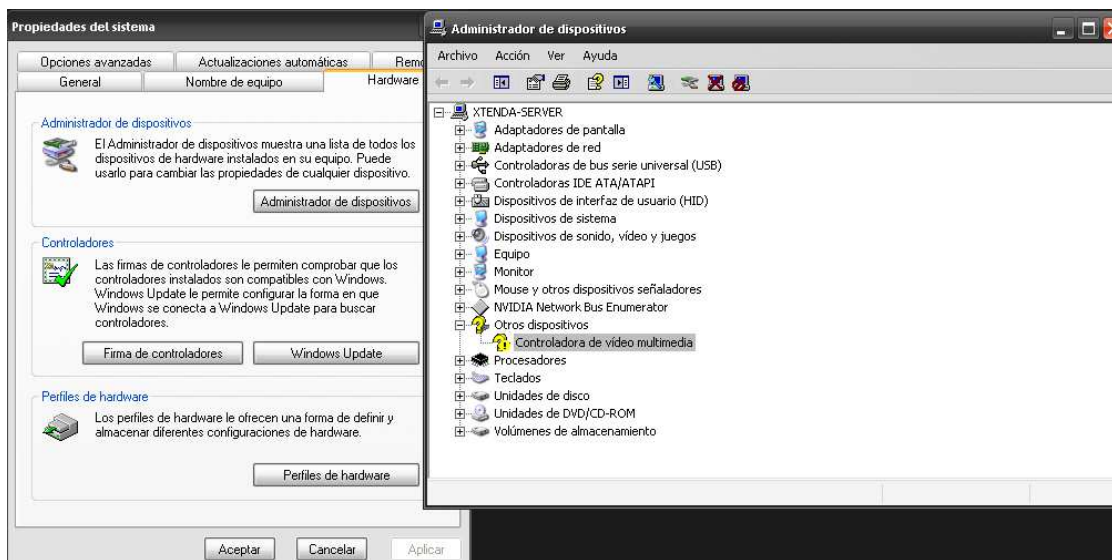 Propiedades del sistema
Opciones avanzadas
Actualizaciones automáticas
General
Nombre de equipo
Hardware
Administrador de dispositivos
El Administrador de dispositivos muestra una lista de todos los
dispositivos de hardware instalados en su equipo. Puede
usarlo para cambiar las propiedades de cualquier dispositivo.
Administrador de dispositivos
Controladores
Las firmas de controladores le permiten comprobar que los
controladores instalados son compatibles con Windows.
Windows Update le permite configurar la forma en que
Windows se conecta a Windows Update para buscar
controladores.
Firma de controladores
Windows Update
Perfiles de hardware
Los perfiles de hardware le ofrecen una forma de definir y
almacenar diferentes configuraciones de hardware.
Perfiles de hardware
Aceptar
Cancelar
Aplicar
Administrador de dispositivos
Archivo Acción Ver Ayuda
XTENDA-SERVER
Adaptadores de pantalla
Adaptadores de red
Controladoras de bus serie universal (USB)
Controladoras IDE ATA/ATAPI
Dispositivos de interfaz de usuario (HID)
Dispositivos de sistema
Dispositivos de sonido, vídeo y juegos
Equipo
Monitor
Mouse y otros dispositivos señaladores
NVIDIA Network Bus Enumerator
Otros dispositivos
Controladora de vídeo multimedia
Procesadores
Teclados
Unidades de disco
Unidades de DVD/CD-ROM
Volúmenes de almacenamiento